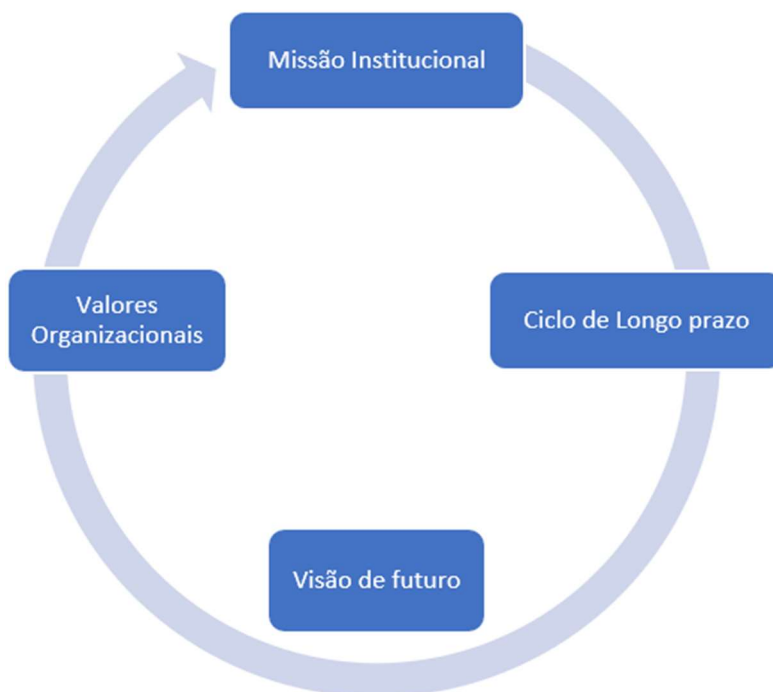 Missão Institucional
Ciclo de Longo prazo
Visão de futuro
Valores
Organizacionais